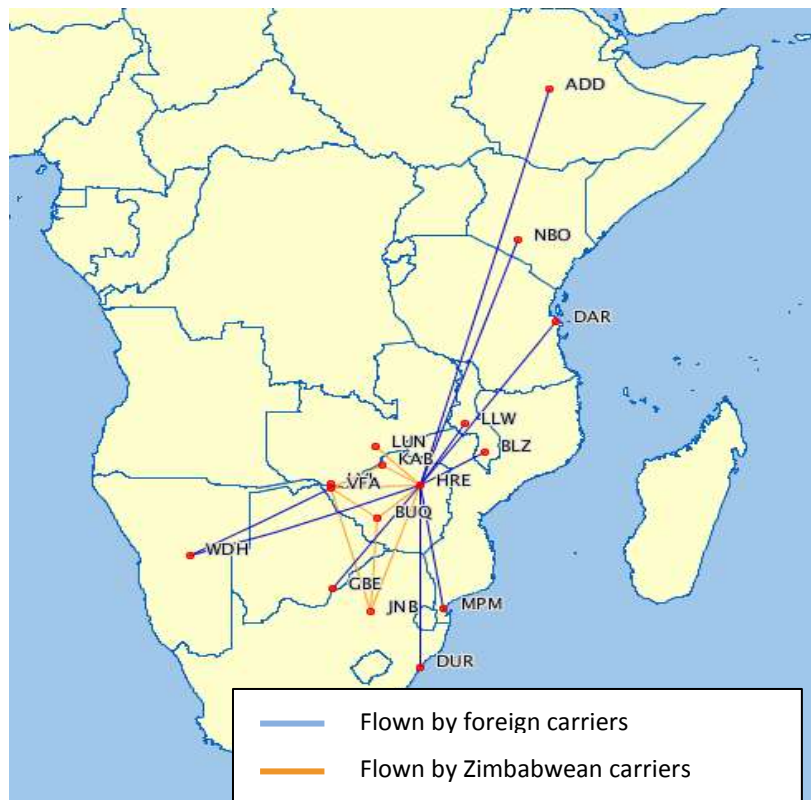 ADD
NBO
DAR
LLW
LUN
BLZ
KAB
VFA
HRE
BUQ
WDH
GBE
JNB
MPM
DUR
Flown by foreign carriers
Flown by Zimbabwean carriers